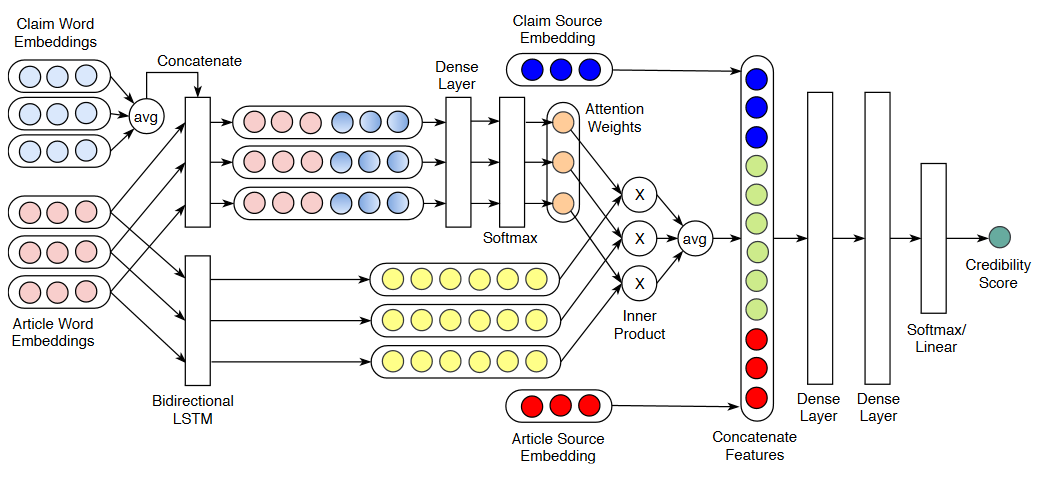 Claim Word
Embeddings
avg
Concatenate
Article Word
Embeddings
Bidirectional
LSTM
Dense
Layer
Softmax
Claim Source
Embedding
Attention
Weights
X
X
X
avg
Inner
Product
Article Source
Embedding
Concatenate
Features
Dense
Layer
Dense
Layer
Softmax/
Linear
Credibility
Score